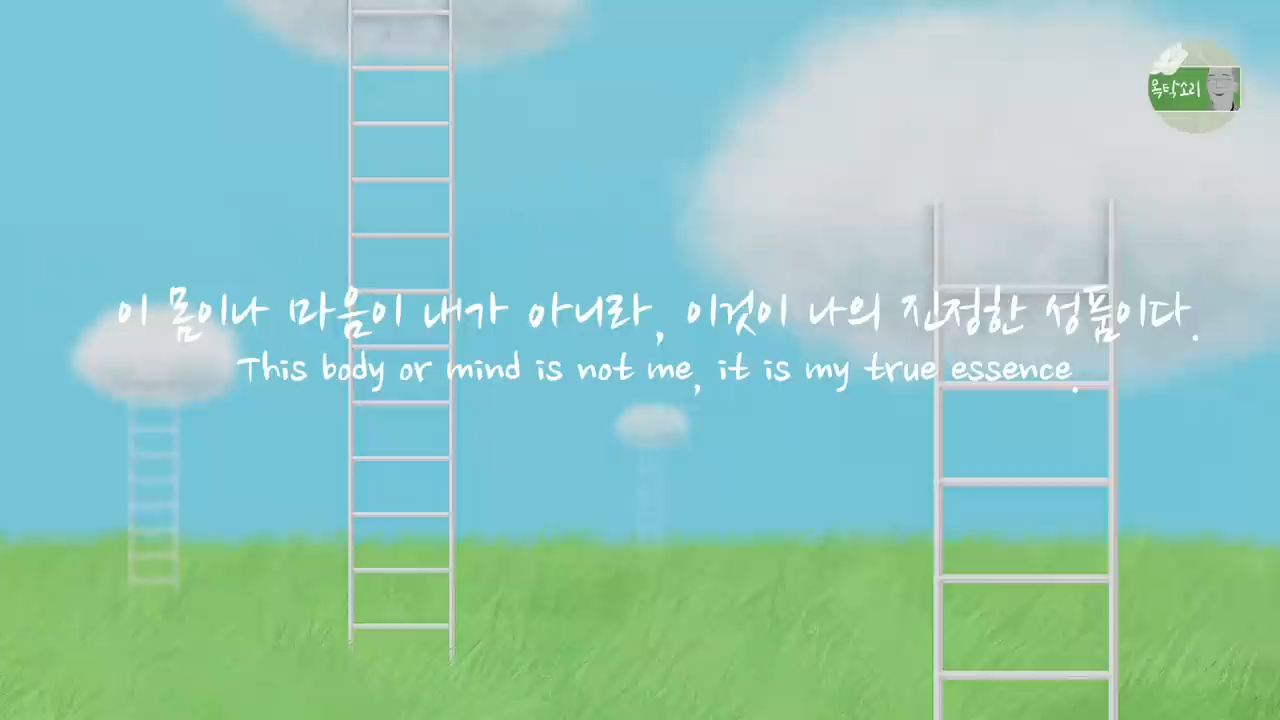 목탁소리
이 몸이나 마음이 내가 아니라, 이것이 나의 진정한 성품이다.
This body or mind is not me, it is my true essence.